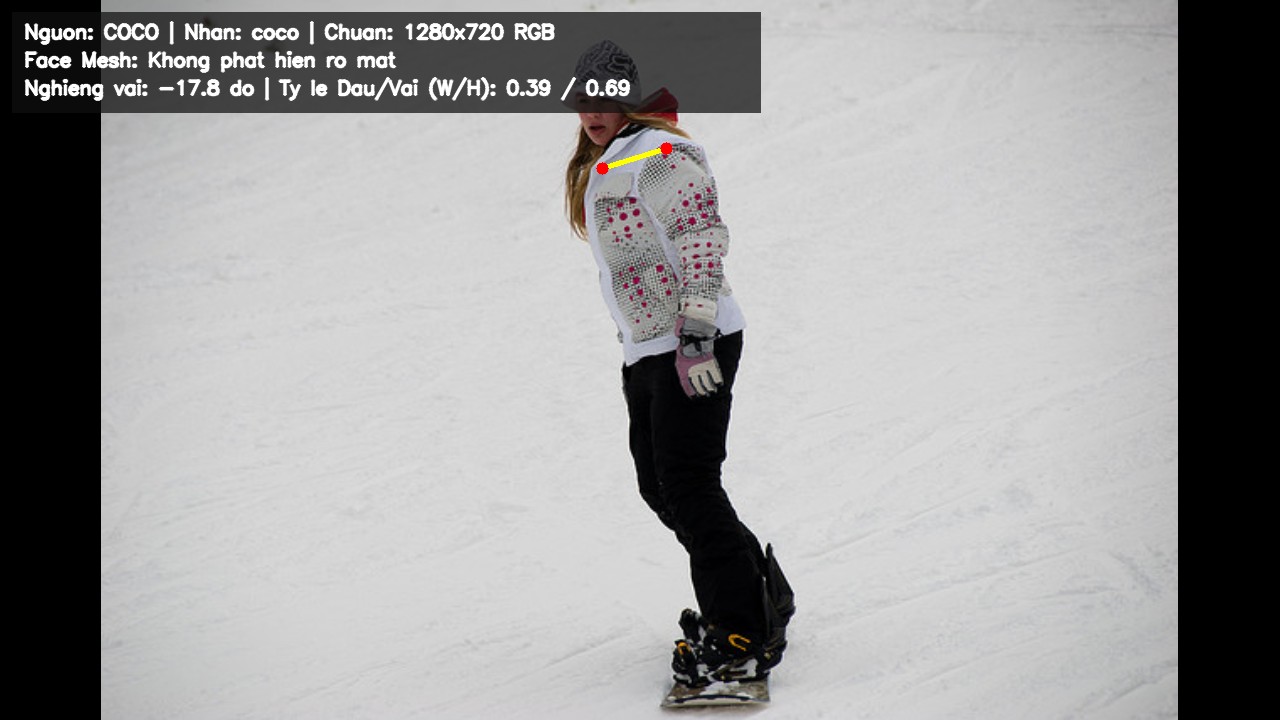 Nguon: COCO | Nhan: coco | Chuan: 1280x720 RGB
Face Mesh: Khong phat hien ro mat
Nghieng vai: -17.8 do | Ty le Dau/Vai (W/H): 0.39 / 0.69